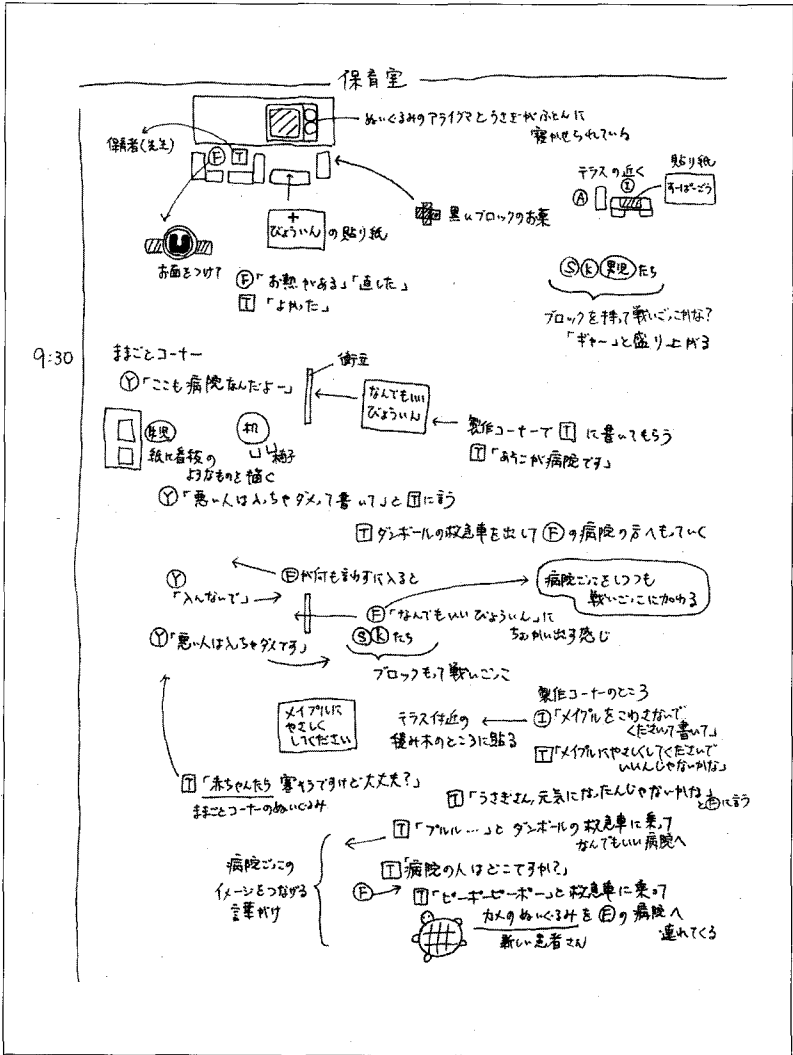 保育室
ぬいぐるみのアライグマとうさぎがふとんに
寝かせられている
保育者(先生)
F T
テラスの近く
貼り紙
A I
すーぱーごう
+
びょういん の貼り紙
黒いブロックのお薬
お面をつけ?
F「お熱がある」「直した」
T「よかった」
S K 男児 たち
ブロックを持って戦いごっこかな?
「ギャー」と盛り上がる
9:30
ままごとコーナー
衝立
Y「ここも病院なんだよー」
なんでもいい
びょういん
製作コーナーで T に書いてもらう
T「あそこが病院です」
机
椅子
紙に看板の
ようなものを描く
Y「悪い人は入っちゃダメって書いて」と T に言う
T ダンボールの救急車を出して F の病院の方へもっていく
F が何も言わずに入ると
Y
「入んないで」
病院ごっこをしつつも
戦いごっこに加わる
F「なんでもいいびょういん」に
ちょっかい出す感じ
Y「悪い人は入っちゃダメです」
S K たち
ブロックもって戦いごっこ
製作コーナーのところ
メイプルに
やさしく
してください
テラス付近の
積み木のところに貼る
I「メイプルをこわさないで
くださいって書いて」
T「メイプルにやさしくしてくださいで
いいんじゃないかな」
T「赤ちゃんたち 寒そうですけど大丈夫?」
ままごとコーナーのぬいぐるみ
T「うさぎさん、元気になったんじゃないかな」
と F に言う
T「プルル…」とダンボールの救急車に乗って
なんでもいい病院へ
病院ごっこの
イメージをつなげる
言葉がけ
T「病院の人はどこですか?」
F
T「ピーポーピーポー」と救急車に乗って
カメのぬいぐるみを F の病院へ
連れてくる
新しい患者さん